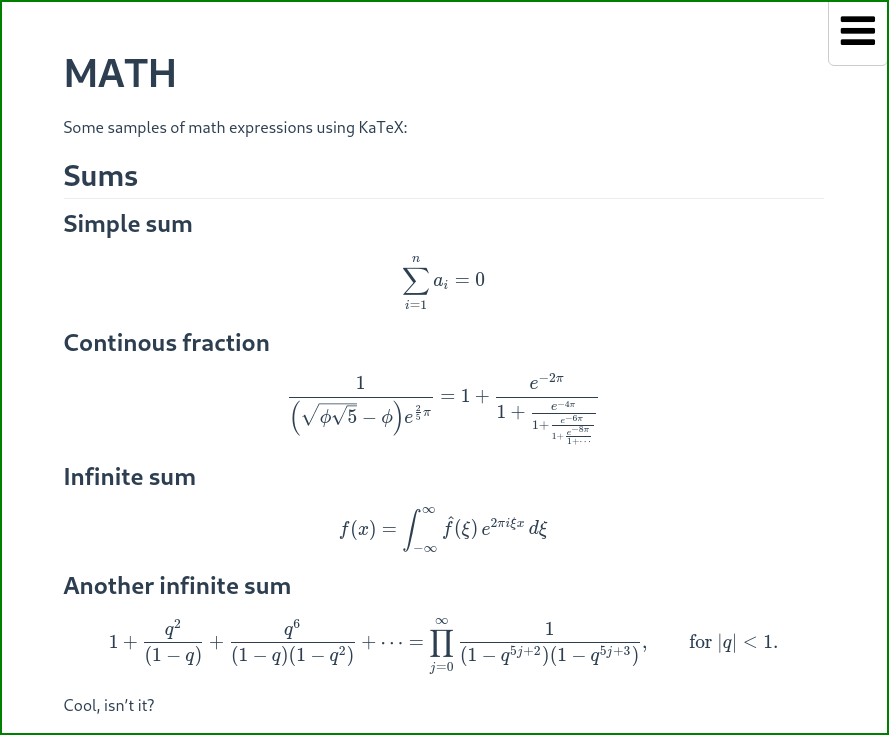 MATH
Some samples of math expressions using KaTeX:
Sums
Simple sum
$\sum_{i=1}^{n} a_i = 0$
Continous fraction
$\frac{1}{\left(\sqrt{\phi\sqrt{5}}-\phi\right)e^{\frac{2}{5}\pi}} = 1+\frac{e^{-2\pi}}{1+\frac{e^{-4\pi}}{1+\frac{e^{-6\pi}}{1+\frac{e^{-8\pi}}{1+\cdots}}}}$
Infinite sum
$f(x) = \int_{-\infty}^{\infty} \hat{f}(\xi)\,e^{2\pi i\xi x}\,d\xi$
Another infinite sum
$1+\frac{q^2}{(1-q)}+\frac{q^6}{(1-q)(1-q^2)}+\cdots = \prod_{j=0}^{\infty}\frac{1}{(1-q^{5j+2})(1-q^{5j+3})}, \quad\text{for } |q|<1.$
Cool, isn’t it?